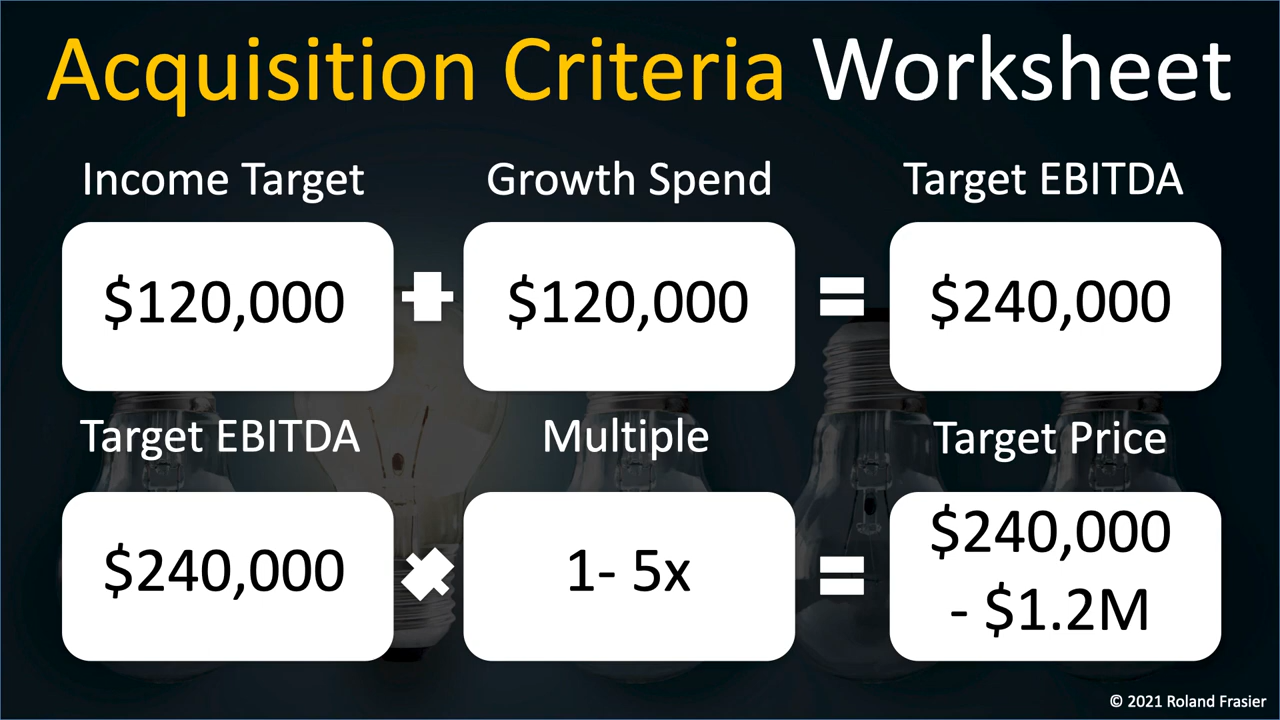 Acquisition Criteria Worksheet
Income Target
Growth Spend
Target EBITDA
$120,000
+
$120,000
=
$240,000
Target EBITDA
Multiple
Target Price
$240,000
×
1- 5x
=
$240,000
- $1.2M
© 2021 Roland Frasier